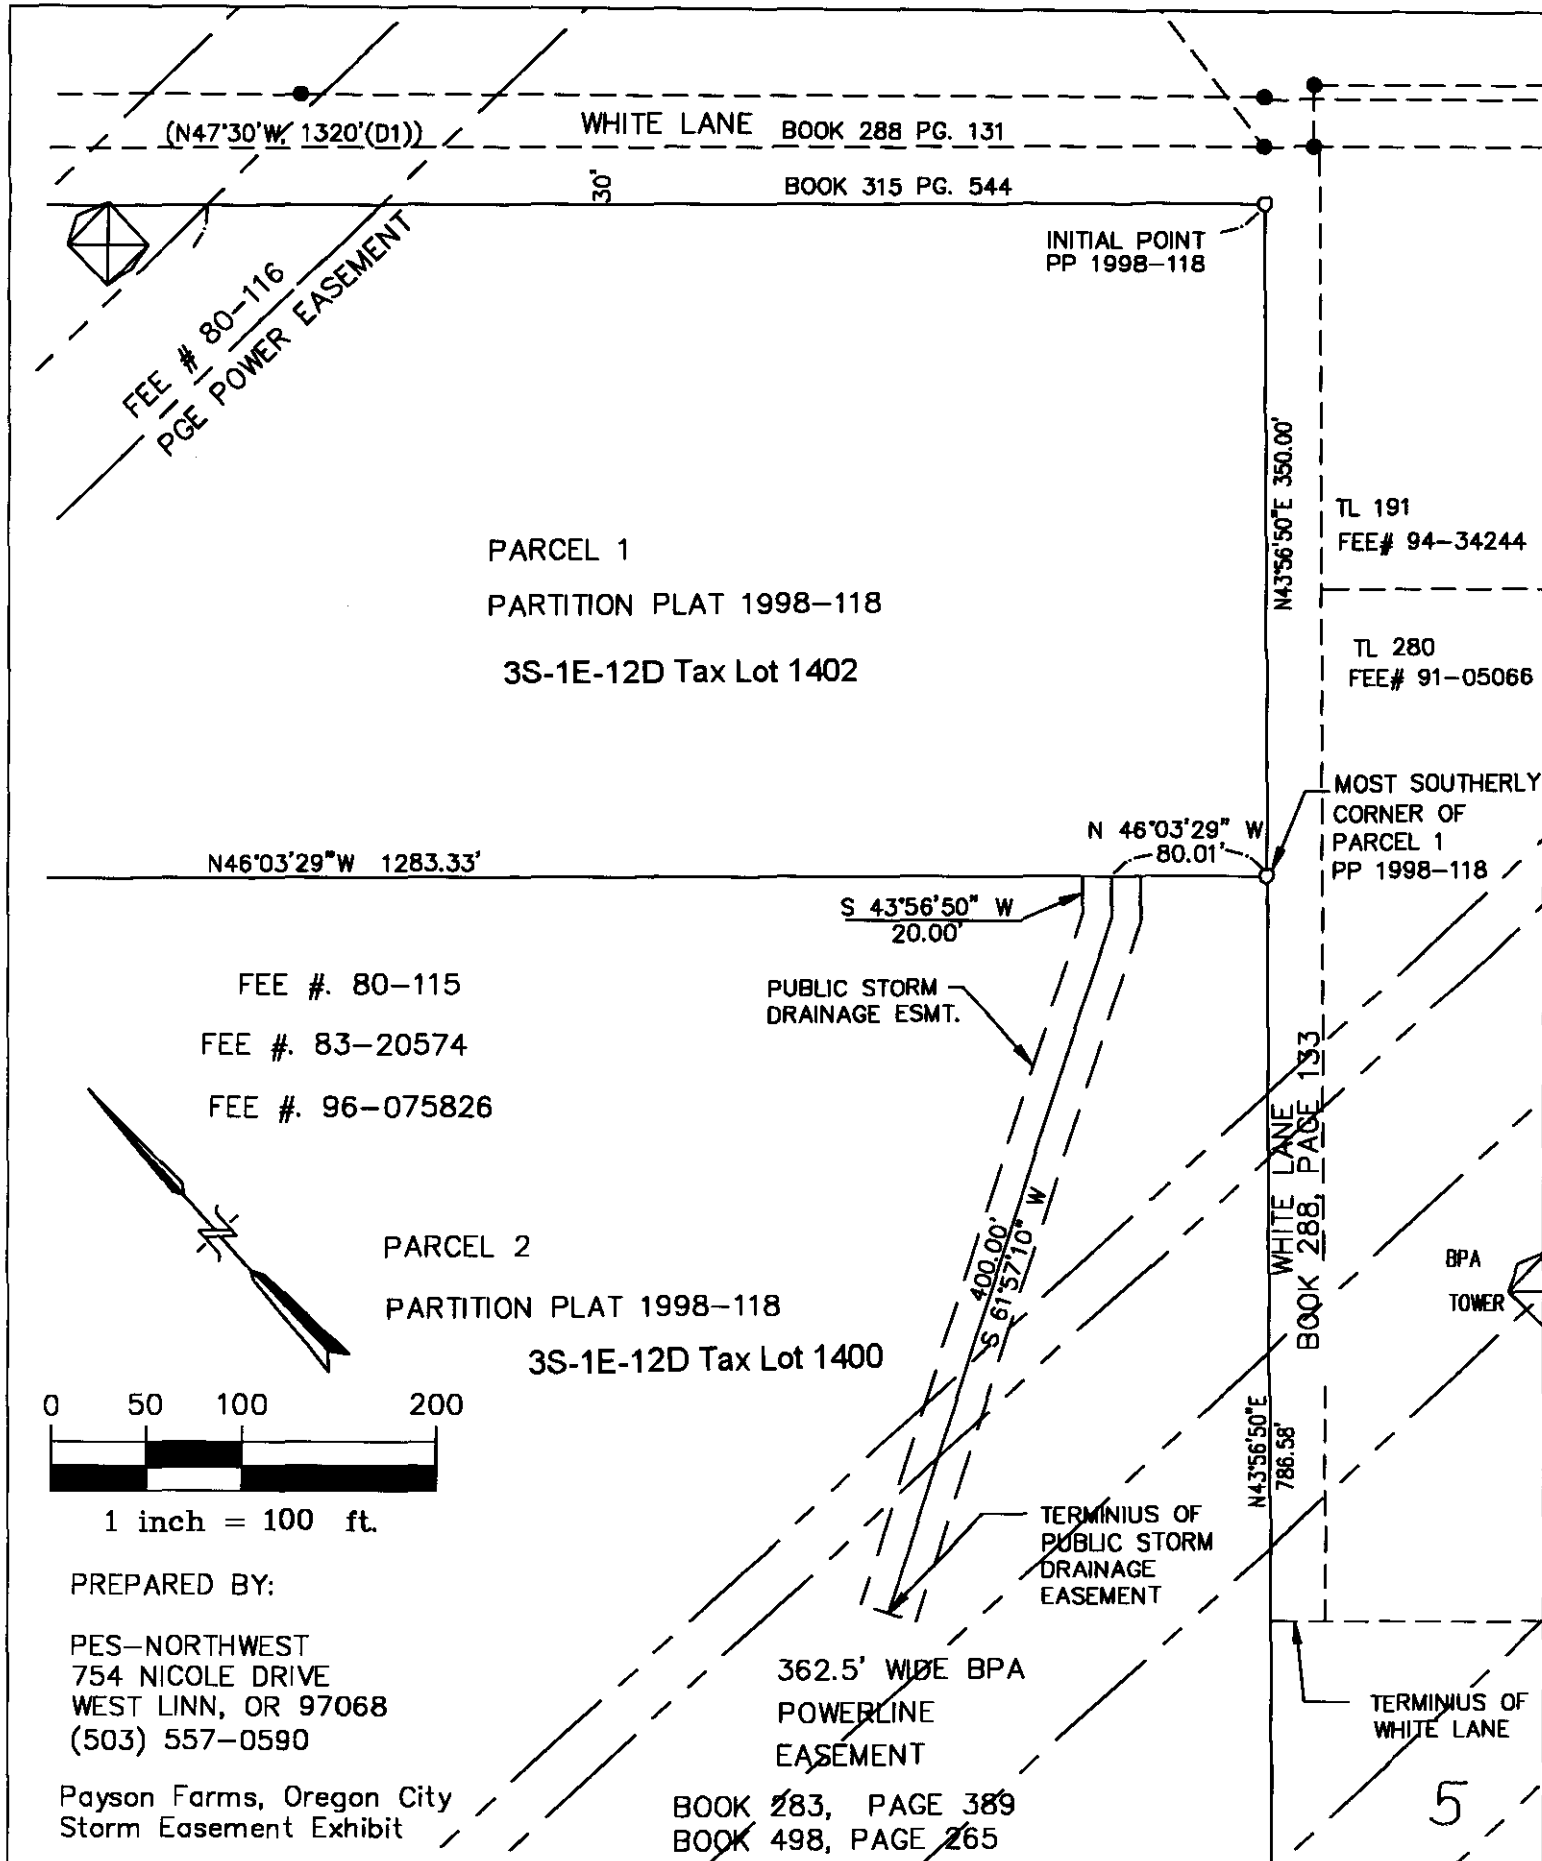 WHITE LANE BOOK 288 PG. 131
(N47°30'W, 1320'(D1))
30'
BOOK 315 PG. 544
INITIAL POINT
PP 1998-118
FEE # 80-116
PGE POWER EASEMENT
N43°56'50"E 350.00'
TL 191
FEE# 94-34244
PARCEL 1
PARTITION PLAT 1998-118
3S-1E-12D Tax Lot 1402
TL 280
FEE# 91-05066
MOST SOUTHERLY
CORNER OF
PARCEL 1
PP 1998-118
N 46°03'29" W
80.01'
N46°03'29"W 1283.33'
S 43°56'50" W
20.00'
FEE #. 80-115
FEE #. 83-20574
FEE #. 96-075826
PUBLIC STORM
DRAINAGE ESMT.
WHITE LANE
BOOK 288, PAGE 133
400.00'
S 61°57'10" W
N
PARCEL 2
PARTITION PLAT 1998-118
3S-1E-12D Tax Lot 1400
BPA
TOWER
N43°56'50"E
786.58'
0 50 100 200
1 inch = 100 ft.
TERMINIUS OF
PUBLIC STORM
DRAINAGE
EASEMENT
PREPARED BY:
PES-NORTHWEST
754 NICOLE DRIVE
WEST LINN, OR 97068
(503) 557-0590
362.5' WIDE BPA
POWERLINE
EASEMENT
BOOK 283, PAGE 389
BOOK 498, PAGE 265
TERMINIUS OF
WHITE LANE
Payson Farms, Oregon City
Storm Easement Exhibit
5